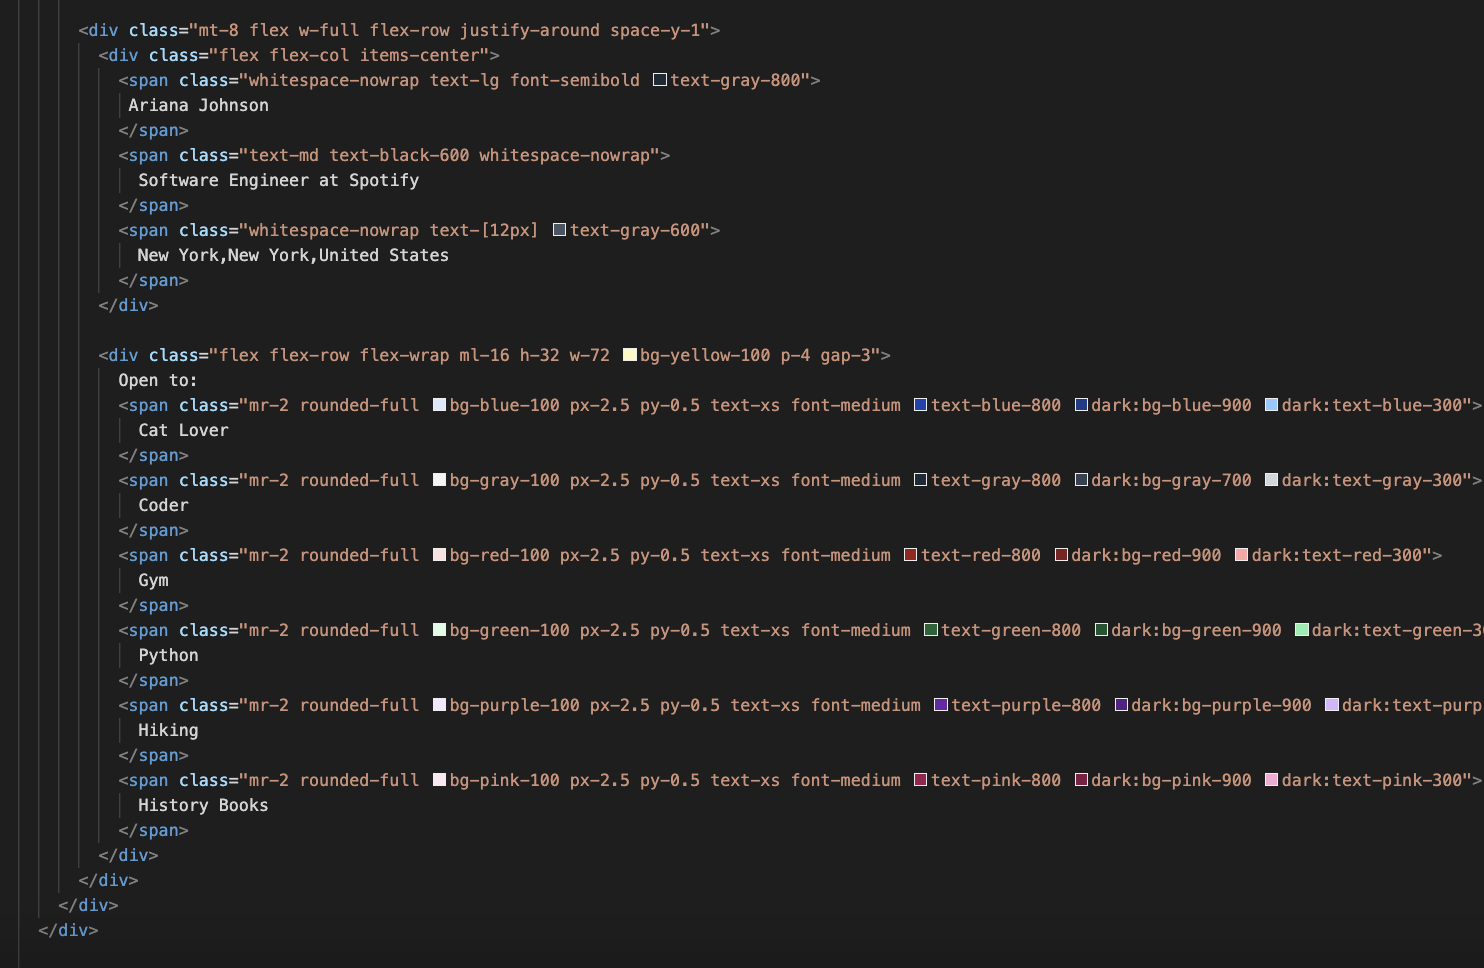 <div class="mt-8 flex w-full flex-row justify-around space-y-1">
<div class="flex flex-col items-center">
<span class="whitespace-nowrap text-lg font-semibold text-gray-800">
Ariana Johnson
</span>
<span class="text-md text-black-600 whitespace-nowrap">
Software Engineer at Spotify
</span>
<span class="whitespace-nowrap text-[12px] text-gray-600">
New York,New York,United States
</span>
</div>
<div class="flex flex-row flex-wrap ml-16 h-32 w-72 bg-yellow-100 p-4 gap-3">
Open to:
<span class="mr-2 rounded-full bg-blue-100 px-2.5 py-0.5 text-xs font-medium text-blue-800 dark:bg-blue-900 dark:text-blue-300">
Cat Lover
</span>
<span class="mr-2 rounded-full bg-gray-100 px-2.5 py-0.5 text-xs font-medium text-gray-800 dark:bg-gray-700 dark:text-gray-300">
Coder
</span>
<span class="mr-2 rounded-full bg-red-100 px-2.5 py-0.5 text-xs font-medium text-red-800 dark:bg-red-900 dark:text-red-300">
Gym
</span>
<span class="mr-2 rounded-full bg-green-100 px-2.5 py-0.5 text-xs font-medium text-green-800 dark:bg-green-900 dark:text-green-3
Python
</span>
<span class="mr-2 rounded-full bg-purple-100 px-2.5 py-0.5 text-xs font-medium text-purple-800 dark:bg-purple-900 dark:text-purp
Hiking
</span>
<span class="mr-2 rounded-full bg-pink-100 px-2.5 py-0.5 text-xs font-medium text-pink-800 dark:bg-pink-900 dark:text-pink-300">
History Books
</span>
</div>
</div>
</div>
</div>